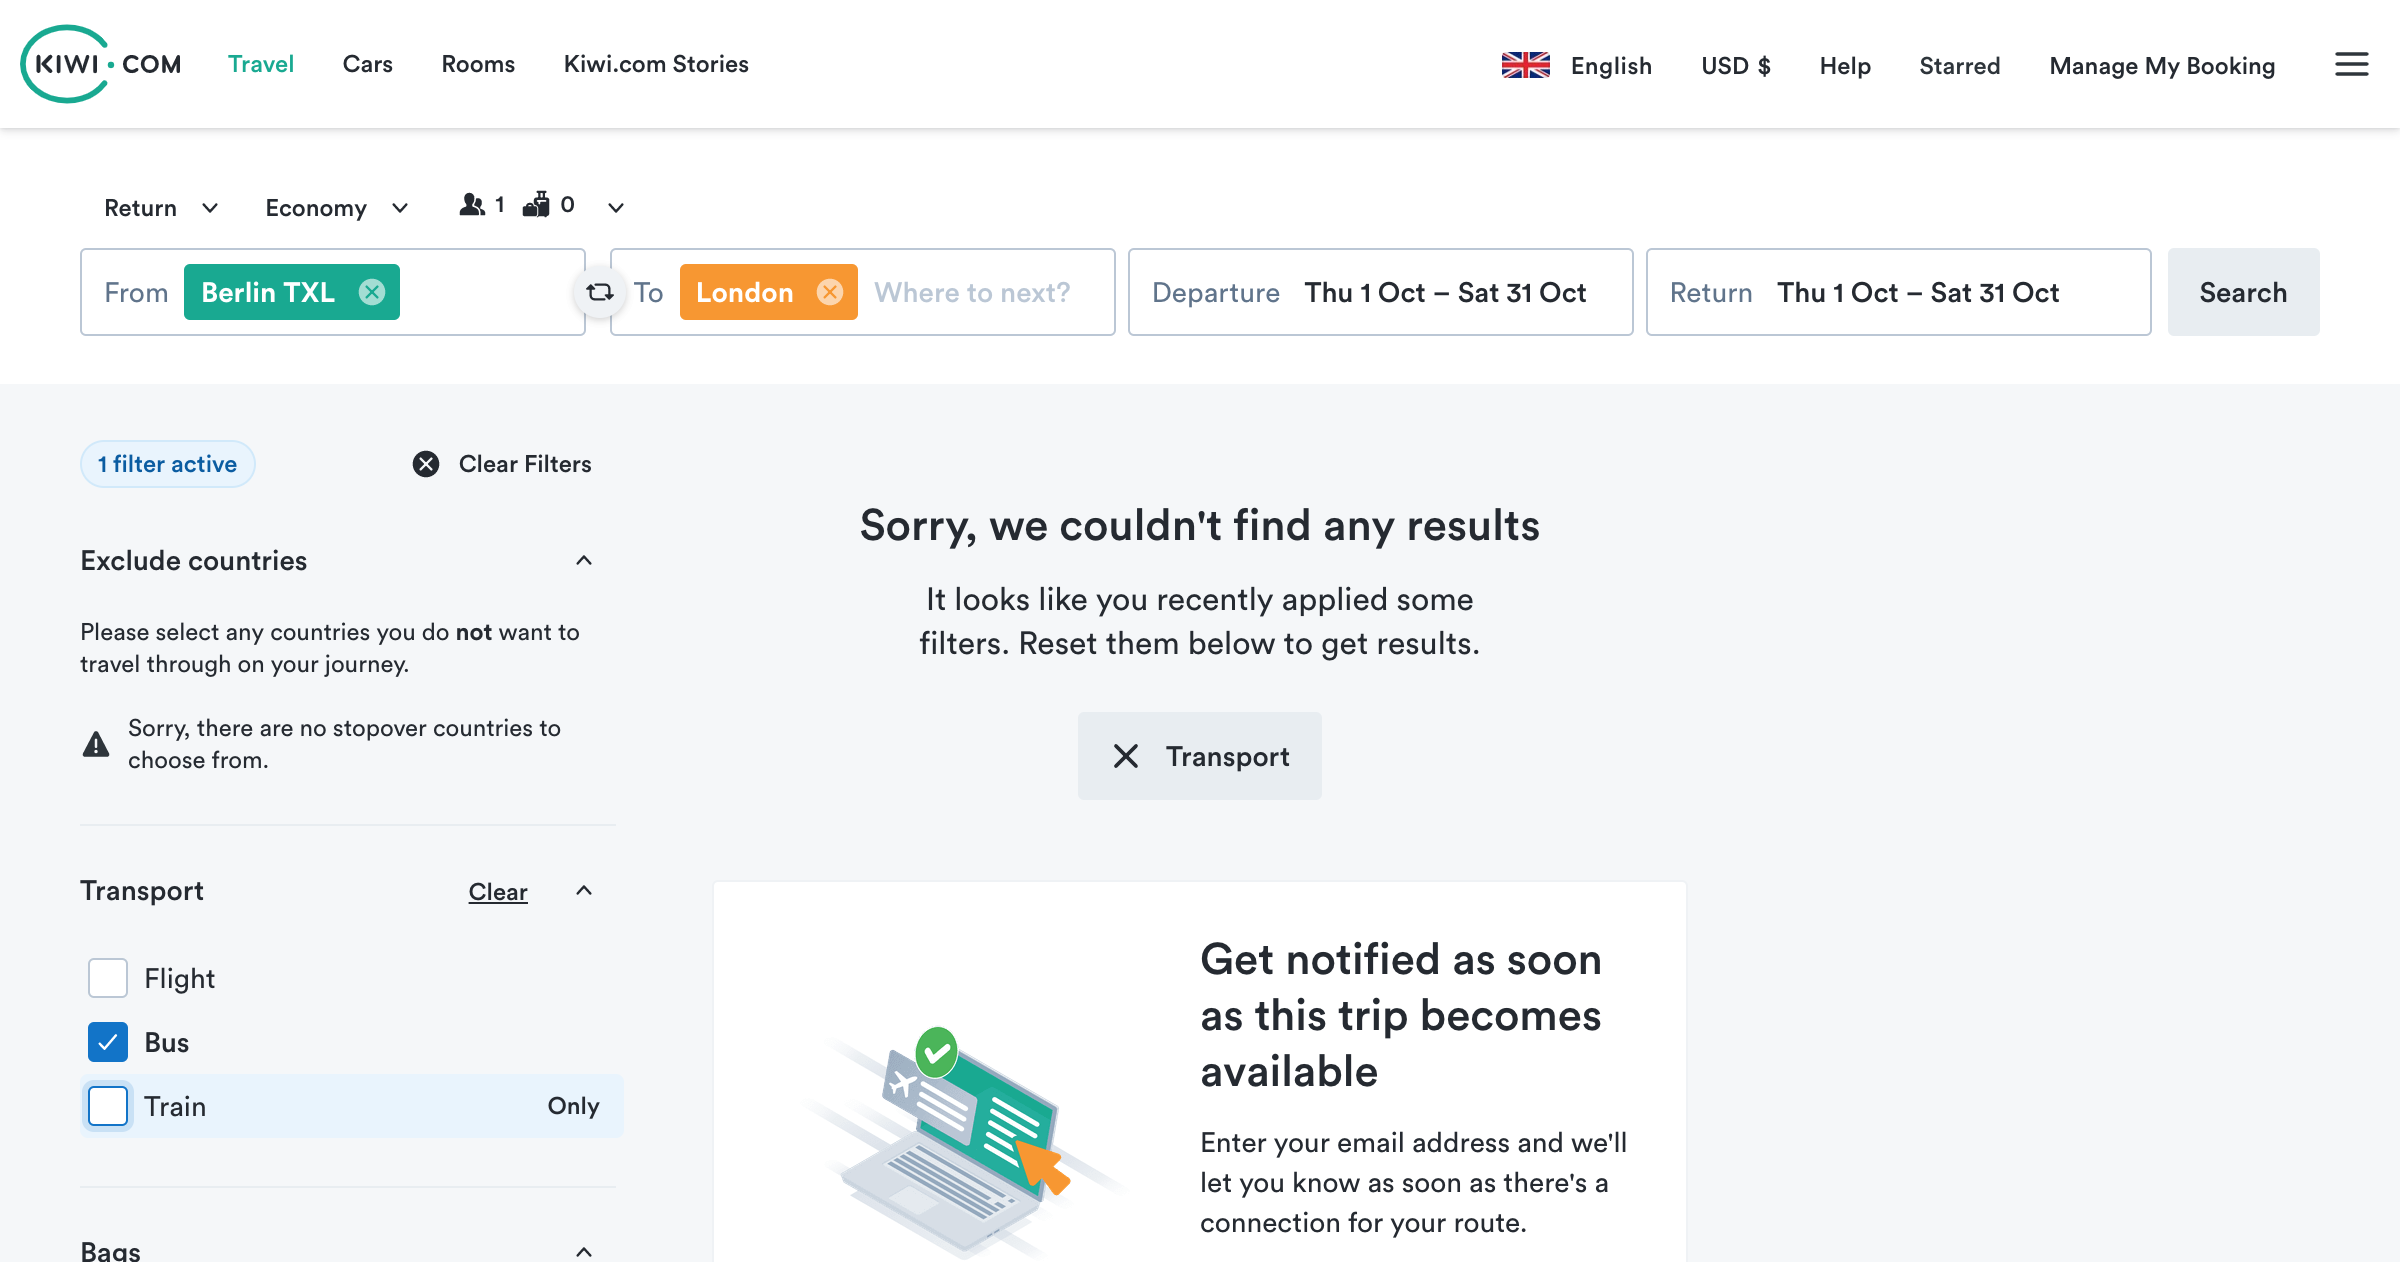 KIWI.COM Travel Cars Rooms Kiwi.com Stories English USD $ Help Starred Manage My Booking
Return Economy 1 0
From Berlin TXL To London Where to next? Departure Thu 1 Oct – Sat 31 Oct Return Thu 1 Oct – Sat 31 Oct Search
1 filter active Clear Filters
Exclude countries
Please select any countries you do not want to
travel through on your journey.
Sorry, there are no stopover countries to
choose from.
Transport Clear
Flight
Bus
Train Only
Bags
Sorry, we couldn't find any results
It looks like you recently applied some
filters. Reset them below to get results.
Transport
Get notified as soon
as this trip becomes
available
Enter your email address and we'll
let you know as soon as there's a
connection for your route.